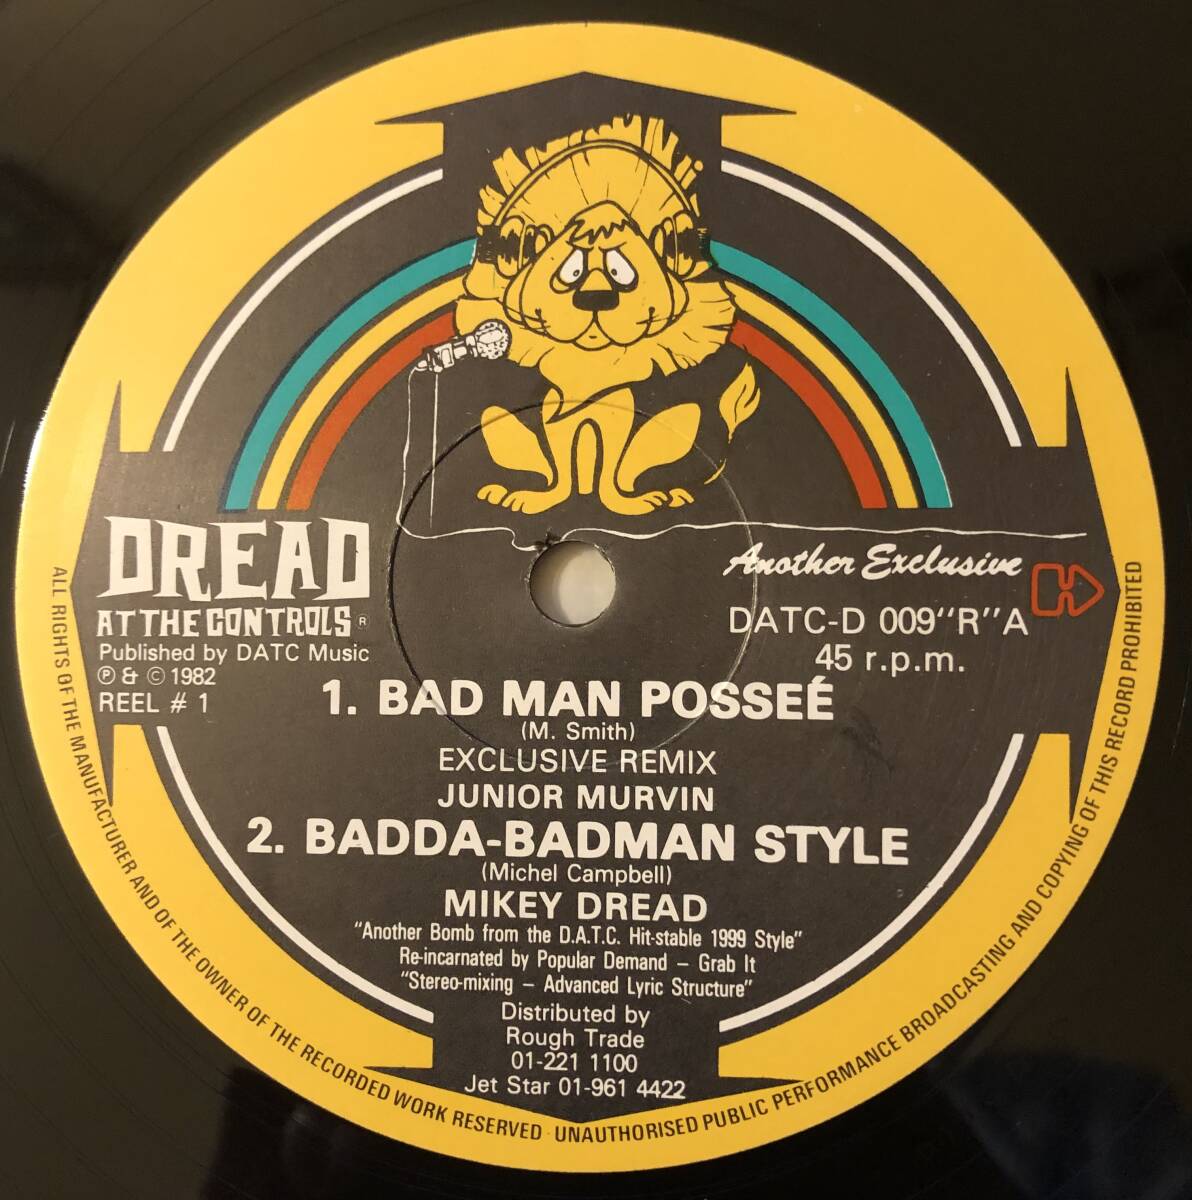 DREAD
AT THE CONTROLS ®
Published by DATC Music
℗ & © 1982
REEL # 1
Another Exclusive
DATC-D 009"R"A
45 r.p.m.
1. BAD MAN POSSEÉ
(M. Smith)
EXCLUSIVE REMIX
JUNIOR MURVIN
2. BADDA-BADMAN STYLE
(Michel Campbell)
MIKEY DREAD
"Another Bomb from the D.A.T.C. Hit-stable 1999 Style"
Re-incarnated by Popular Demand – Grab It
"Stereo-mixing – Advanced Lyric Structure"
Distributed by
Rough Trade
01-221 1100
Jet Star 01-961 4422
ALL RIGHTS OF THE MANUFACTURER AND OF THE OWNER OF THE RECORDED WORK RESERVED · UNAUTHORISED PUBLIC PERFORMANCE BROADCASTING AND COPYING OF THIS RECORD PROHIBITED